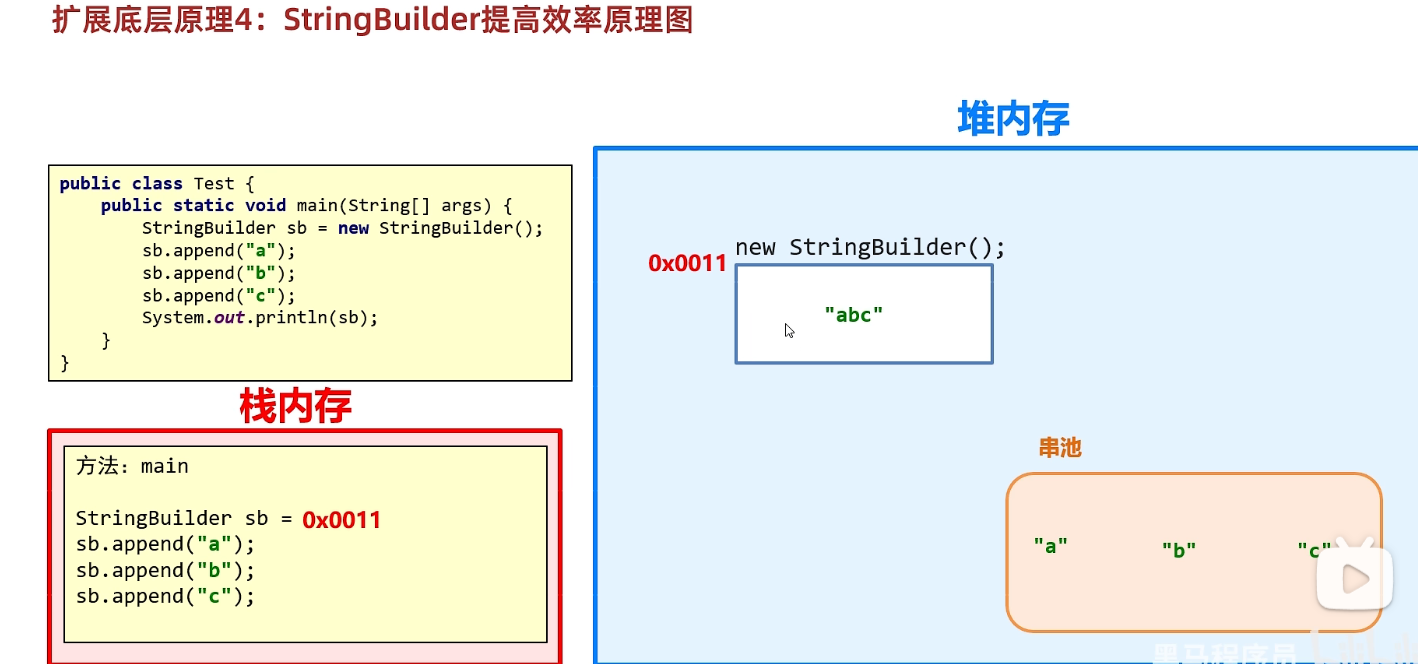 扩展底层原理4：StringBuilder提高效率原理图
堆内存
public class Test {
public static void main(String[] args) {
StringBuilder sb = new StringBuilder();
sb.append("a");
sb.append("b");
sb.append("c");
System.out.println(sb);
}
}
new StringBuilder();
0x0011
"abc"
栈内存
方法：main
StringBuilder sb = 0x0011
sb.append("a");
sb.append("b");
sb.append("c");
串池
"a" "b" "c"
黑马程序员